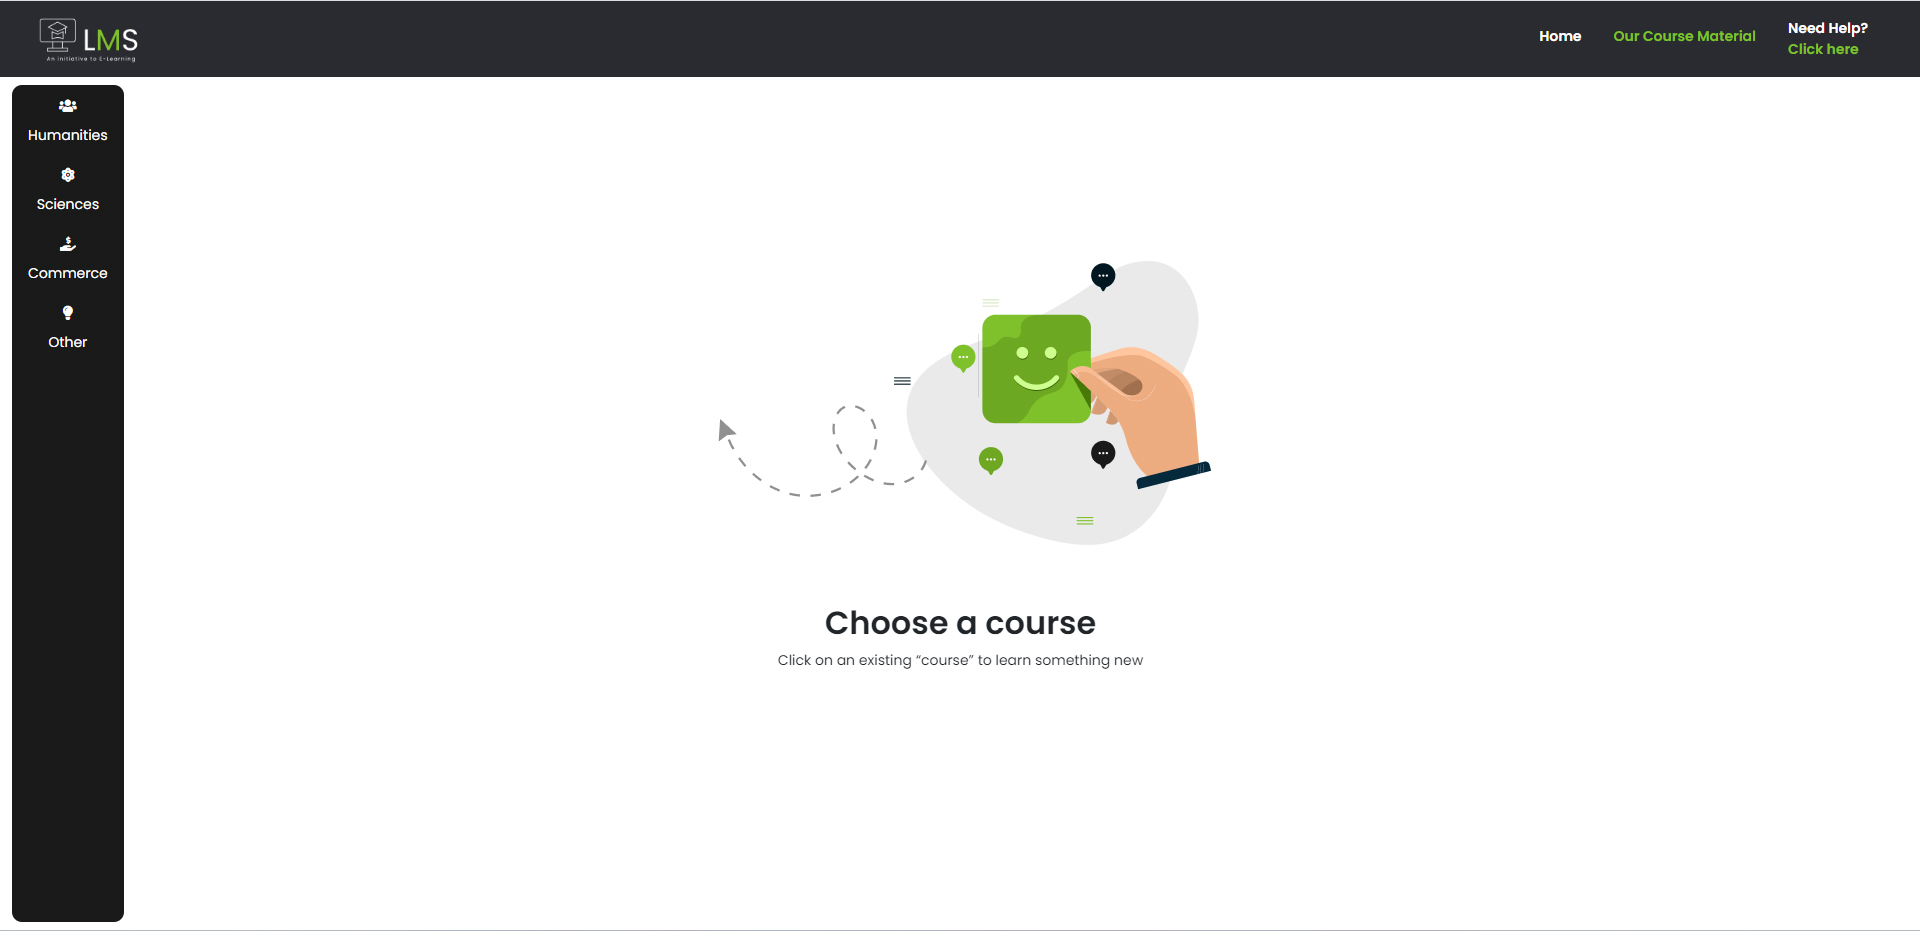 LMS
An Initiative to E-Learning
Home
Our Course Material
Need Help?
Click here
Humanities
Sciences
Commerce
Other
Choose a course
Click on an existing “course” to learn something new